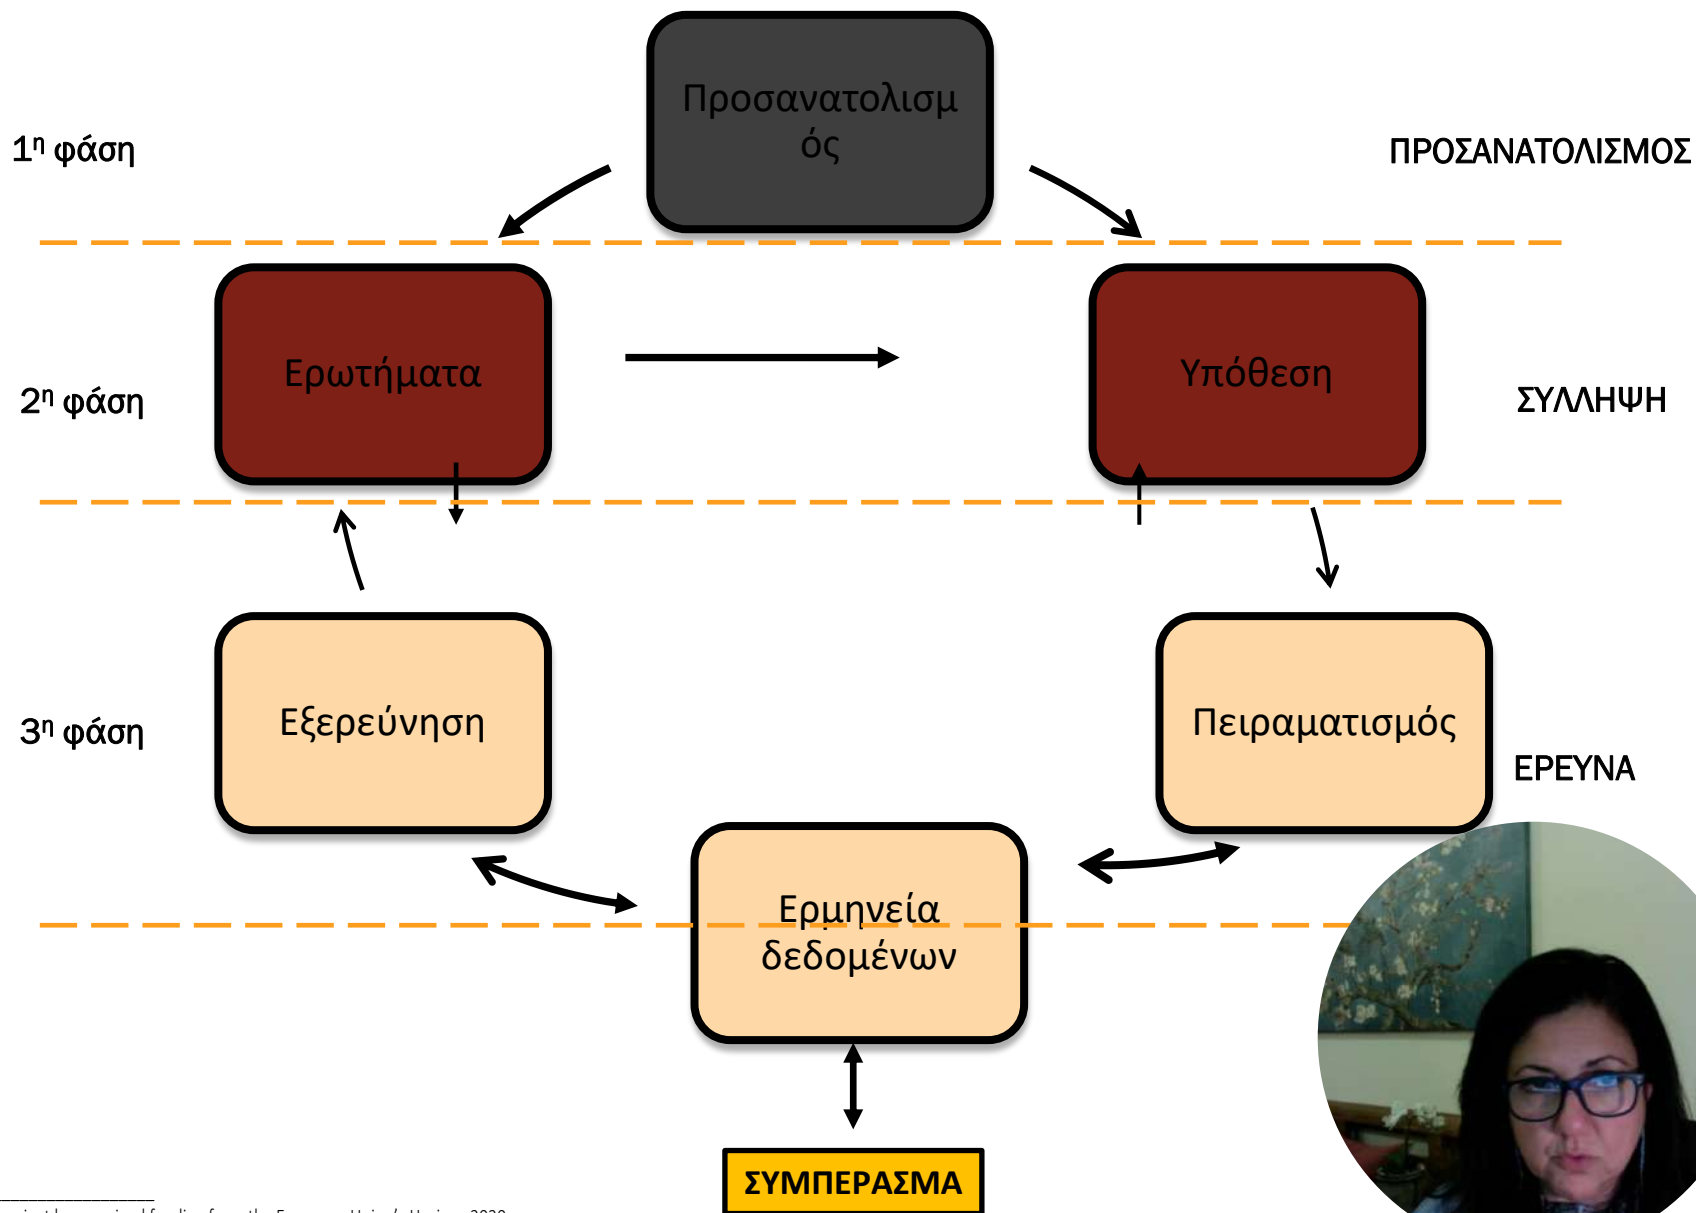 Προσανατολισμ
ός
1η φάση
ΠΡΟΣΑΝΑΤΟΛΙΣΜΟΣ
Ερωτήματα
Υπόθεση
2η φάση
ΣΥΛΛΗΨΗ
Εξερεύνηση
Πειραματισμός
3η φάση
ΕΡΕΥΝΑ
Ερμηνεία
δεδομένων
ΣΥΜΠΕΡΑΣΜΑ